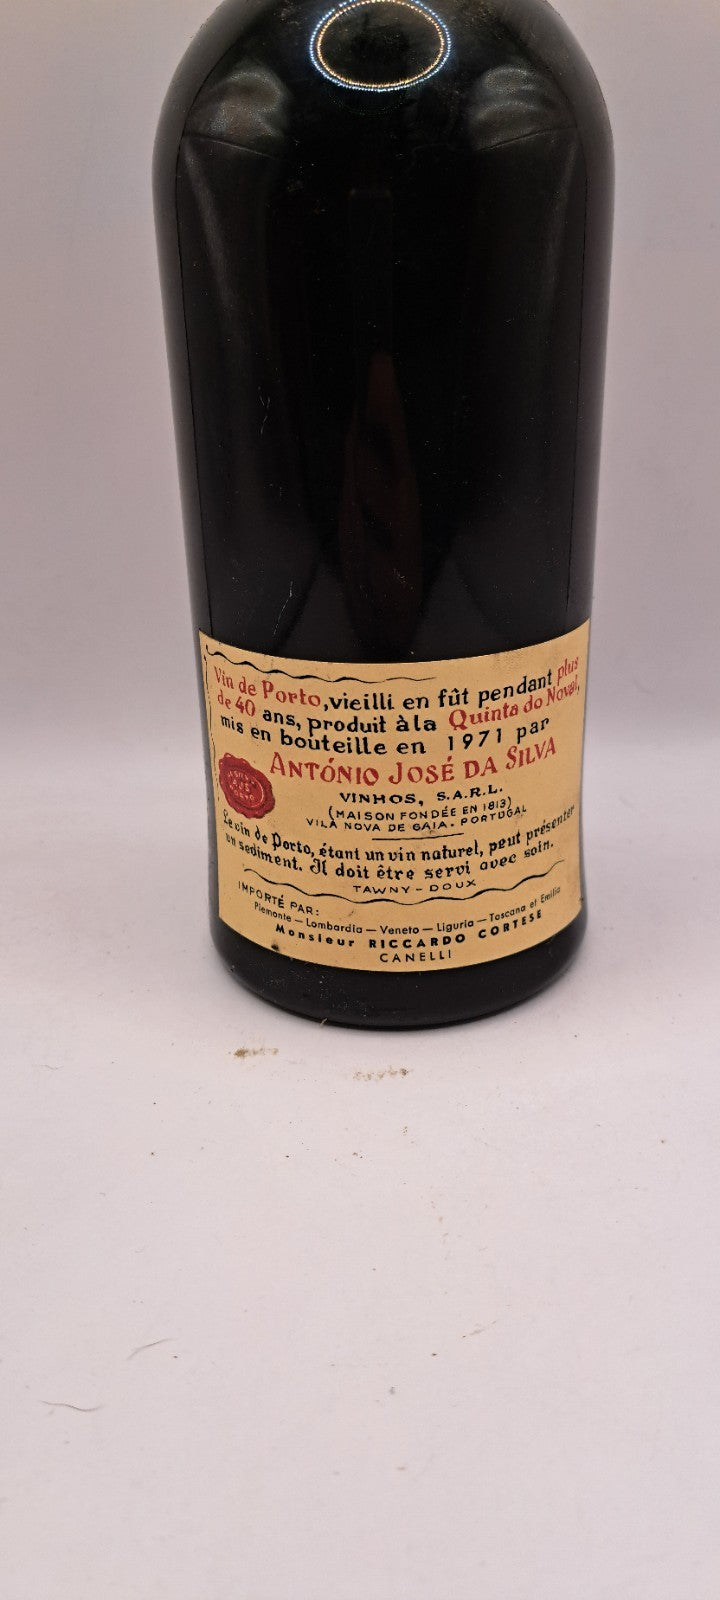 Vin de Porto, vieilli en fût pendant plus
de 40 ans, produit à la Quinta do Noval,
mis en bouteille en 1971 par
ANTÓNIO JOSÉ DA SILVA
VINHOS, S.A.R.L.
(MAISON FONDÉE EN 1813)
VILA NOVA DE GAIA - PORTUGAL
Le vin de Porto, étant un vin naturel, peut présenter
un sediment. Il doit être servi avec soin.
TAWNY - DOUX
IMPORTÉ PAR:
Piemonte — Lombardia — Veneto — Liguria — Toscana et Emilia
Monsieur RICCARDO CORTESE
CANELLI